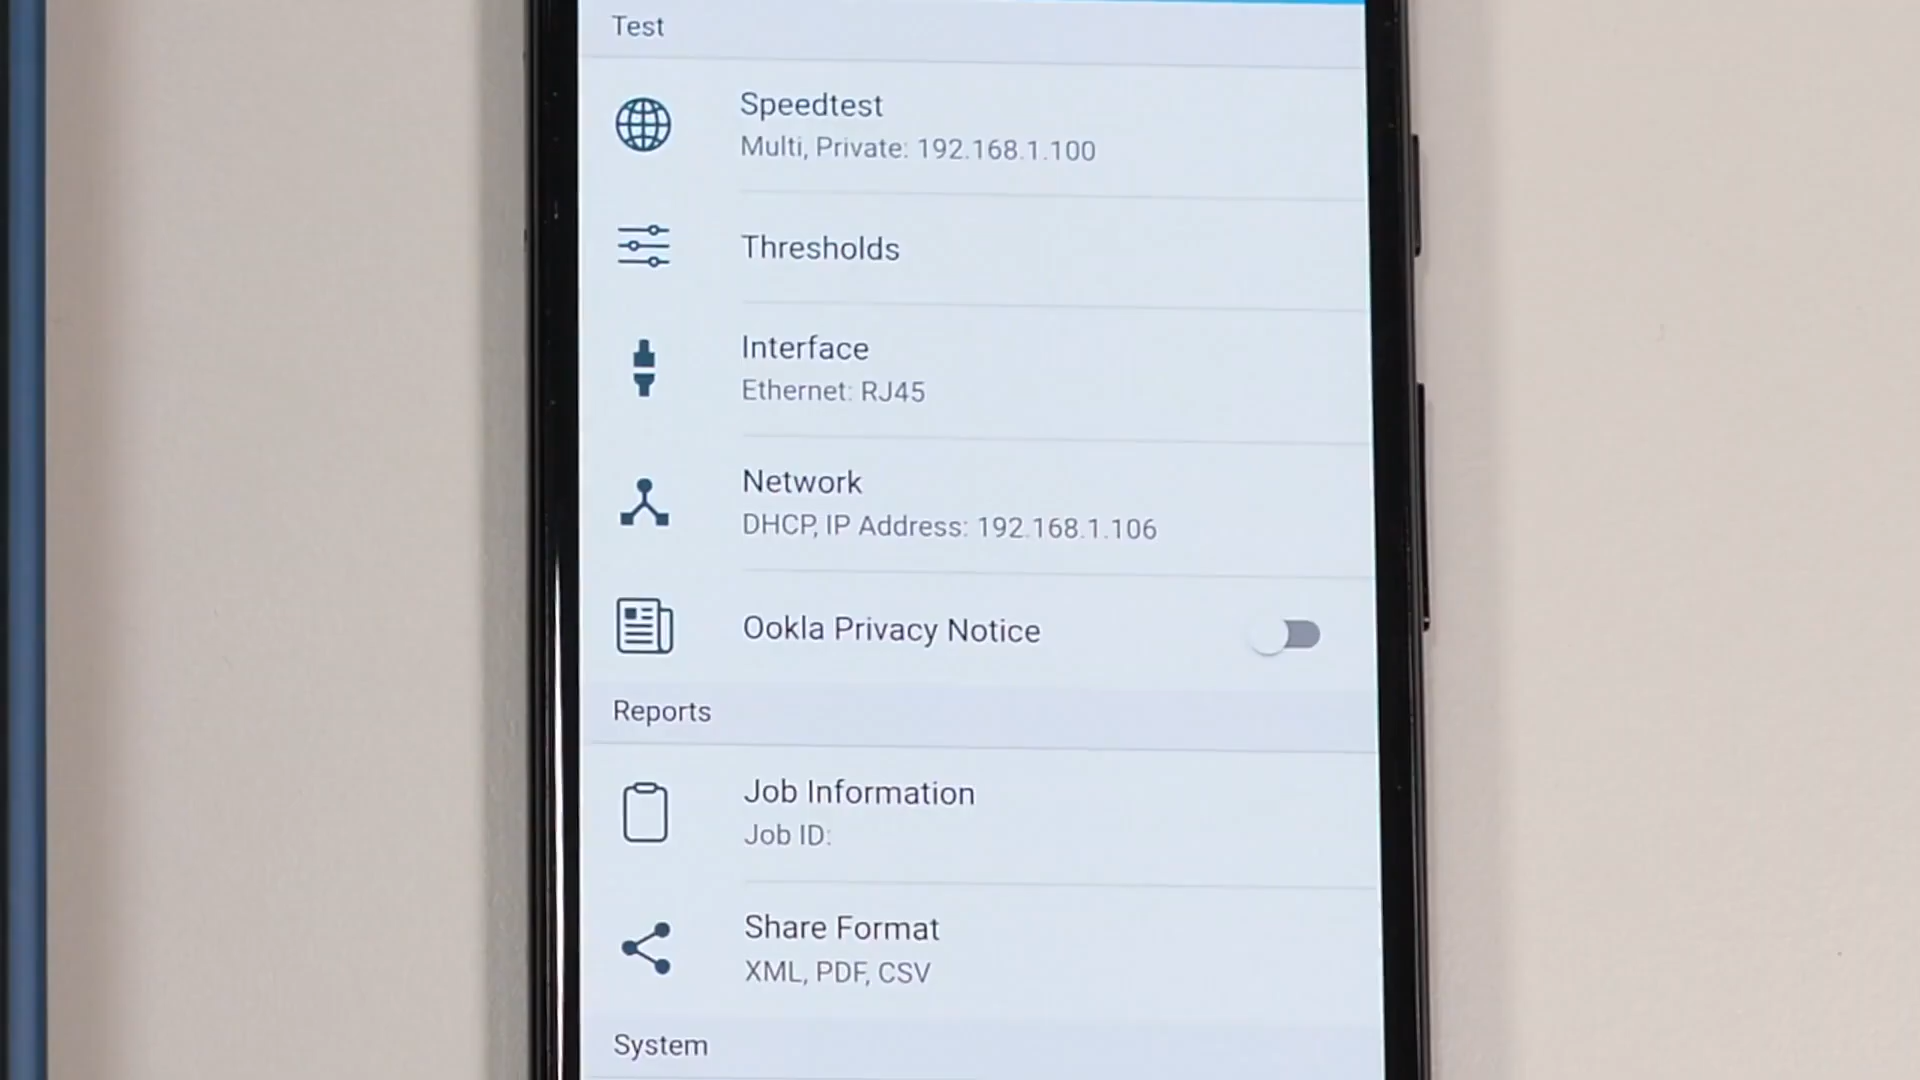 Test
Speedtest
Multi, Private: 192.168.1.100
Thresholds
Interface
Ethernet: RJ45
Network
DHCP, IP Address: 192.168.1.106
Ookla Privacy Notice
Reports
Job Information
Job ID:
Share Format
XML, PDF, CSV
System